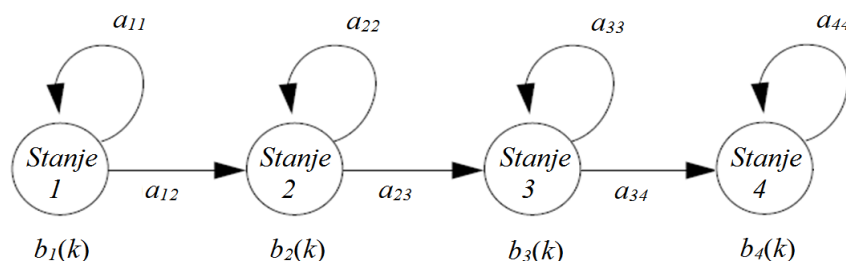 a11 a22 a33 a44
Stanje Stanje Stanje Stanje
1 2 3 4
a12 a23 a34
b1(k) b2(k) b3(k) b4(k)